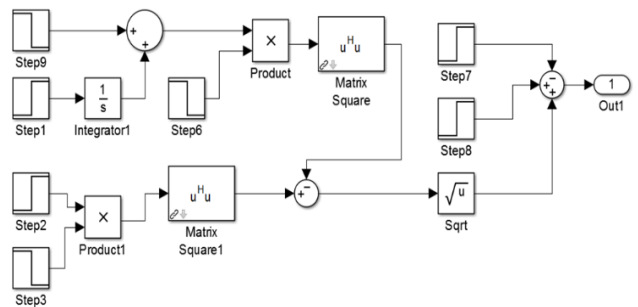 Step9
Step1
1
s
Integrator1
+
+
Step6
×
Product
u^H u
Matrix
Square
Step7
Step8
−
+
+
1
Out1
Step2
Step3
×
Product1
u^H u
Matrix
Square1
+
−
√u
Sqrt